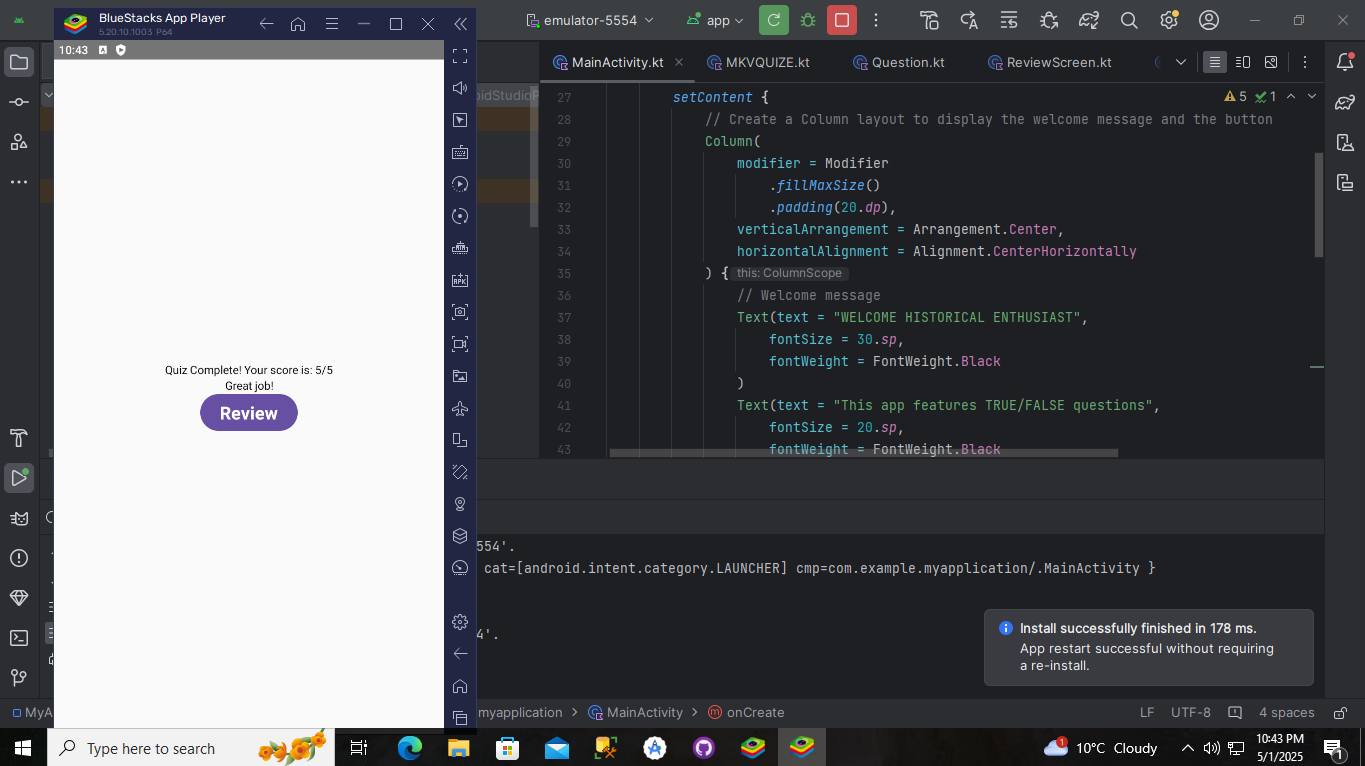 BlueStacks App Player
5.20.10.1003 P64
10:43
Quiz Complete! Your score is: 5/5
Great job!
Review
emulator-5554
app
MainActivity.kt
MKVQUIZE.kt
Question.kt
ReviewScreen.kt
5
1
27 setContent {
28 // Create a Column layout to display the welcome message and the button
29 Column(
30 modifier = Modifier
31 .fillMaxSize()
32 .padding(20.dp),
33 verticalArrangement = Arrangement.Center,
34 horizontalAlignment = Alignment.CenterHorizontally
35 ) { this: ColumnScope
36 // Welcome message
37 Text(text = "WELCOME HISTORICAL ENTHUSIAST",
38 fontSize = 30.sp,
39 fontWeight = FontWeight.Black
40 )
41 Text(text = "This app features TRUE/FALSE questions",
42 fontSize = 20.sp,
43 fontWeight = FontWeight.Black
554'.
cat=[android.intent.category.LAUNCHER] cmp=com.example.myapplication/.MainActivity }
4'.
Install successfully finished in 178 ms.
App restart successful without requiring
a re-install.
MyA
myapplication > MainActivity > onCreate
LF UTF-8 4 spaces
Type here to search
1
10°C Cloudy
10:43 PM
5/1/2025
1